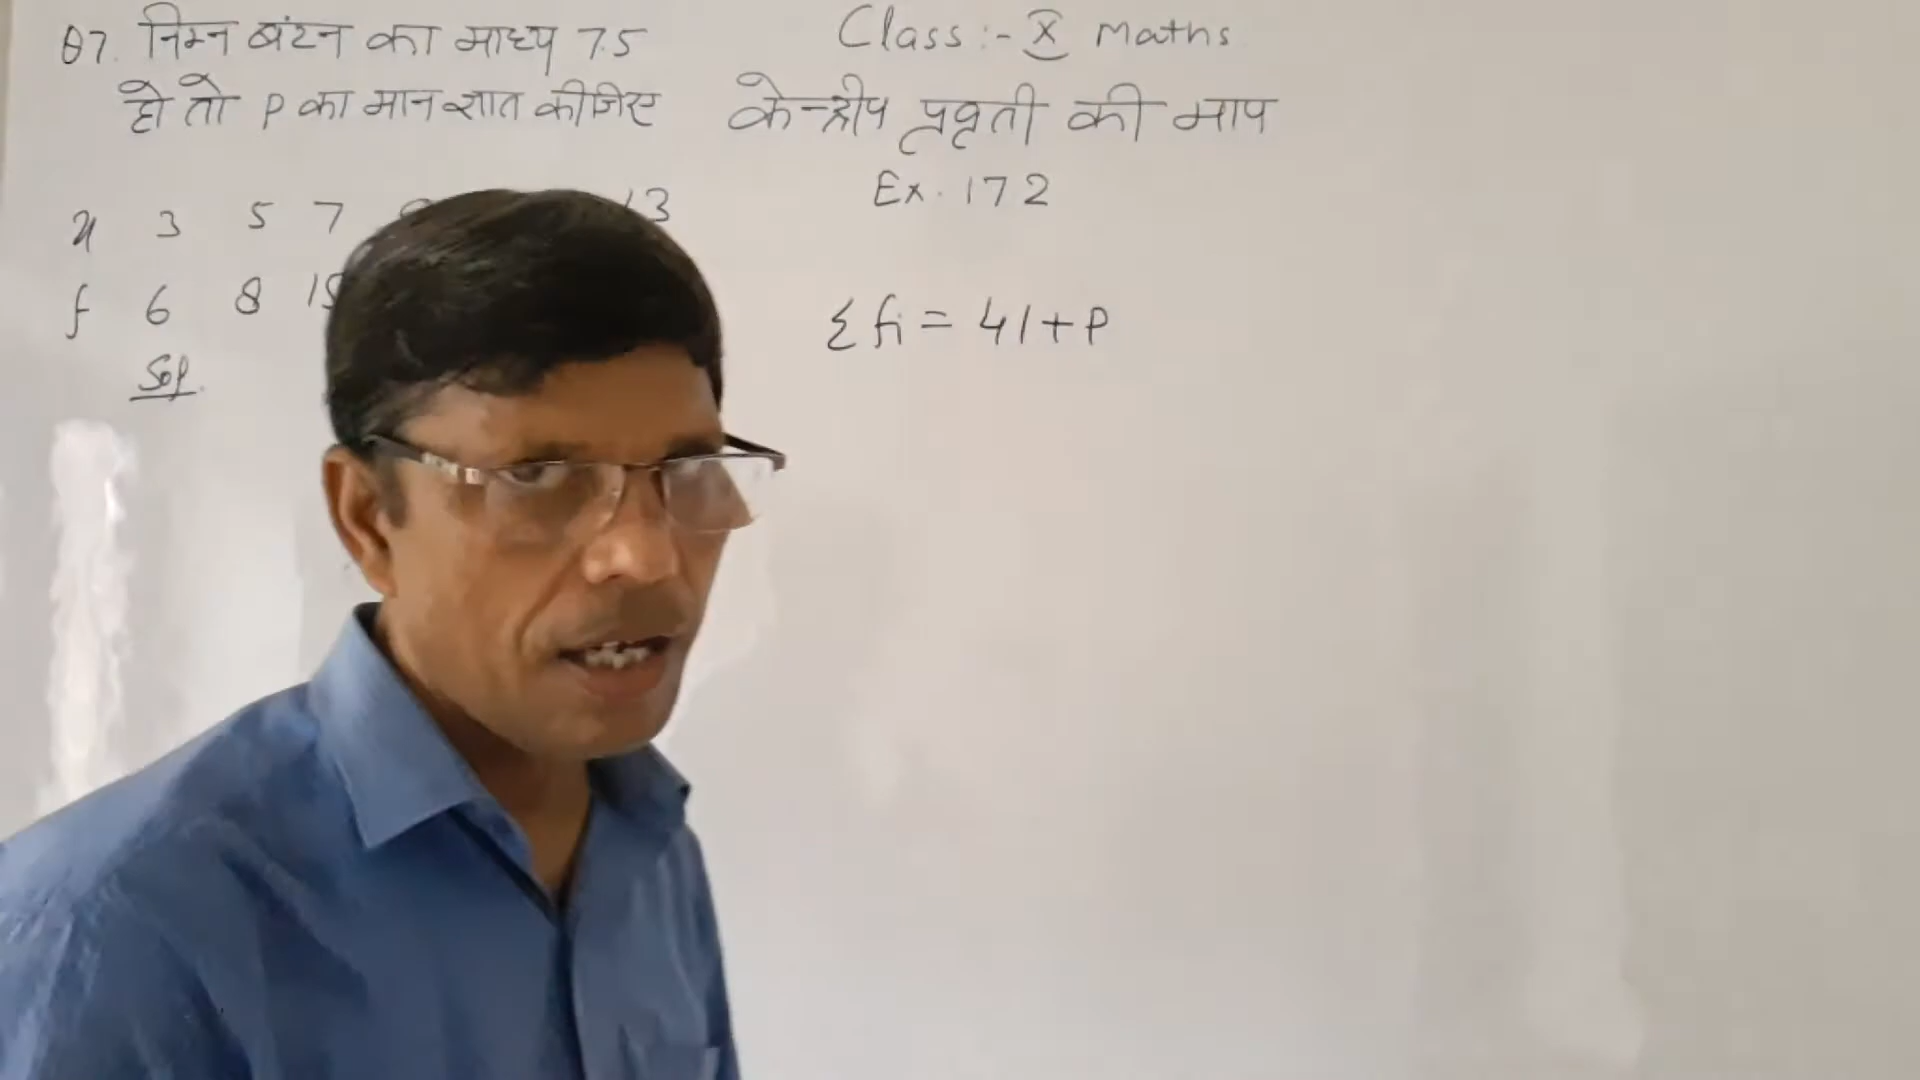 Q7. निम्न बंटन का माध्य 7.5
हो तो P का मान ज्ञात कीजिए
x 3 5 7 13
f 6 8 15
Sol.
Class :- X Maths
केन्द्रीय प्रवृती की माप
Ex. 17.2
Σfi = 41+P